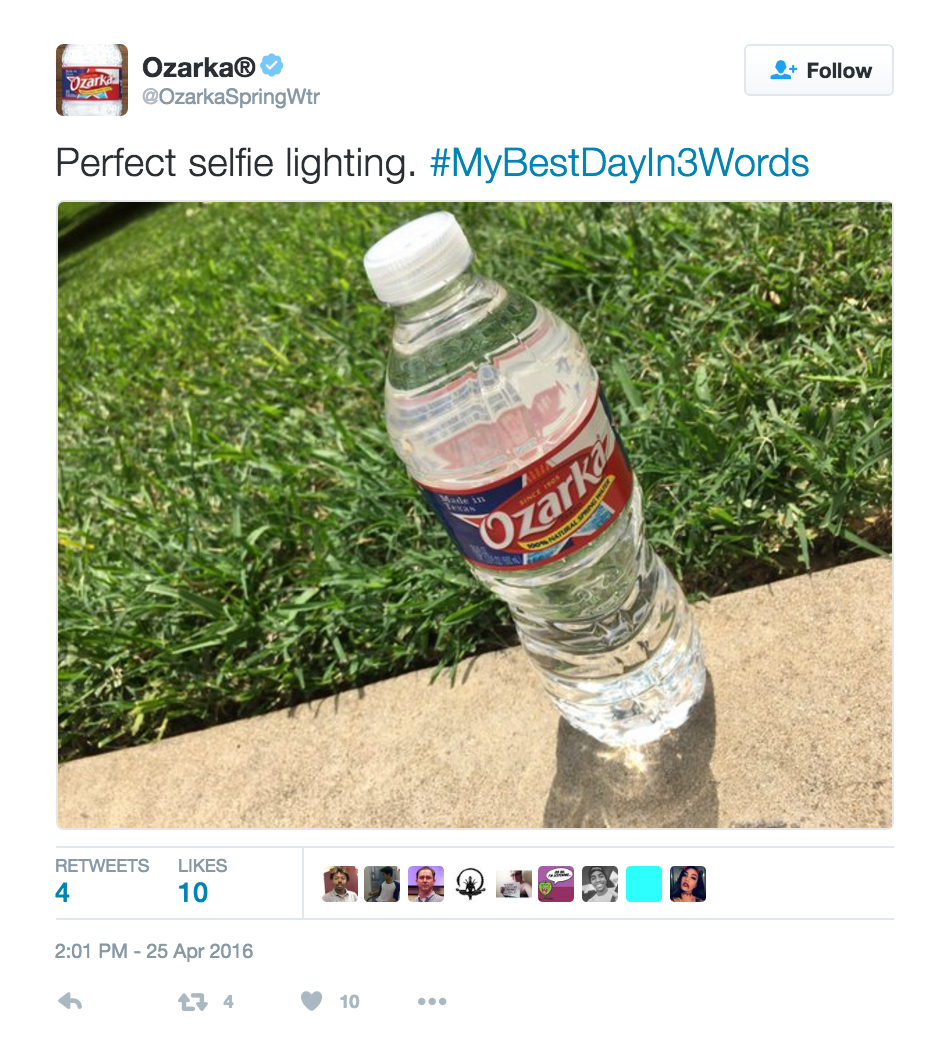 Ozarka®
@OzarkaSpringWtr
Follow
Perfect selfie lighting. #MyBestDayIn3Words
Made in
Texas
SINCE 1905
Ozarka
100% NATURAL SPRING WATER
RETWEETS LIKES
4 10
2:01 PM - 25 Apr 2016
4 10